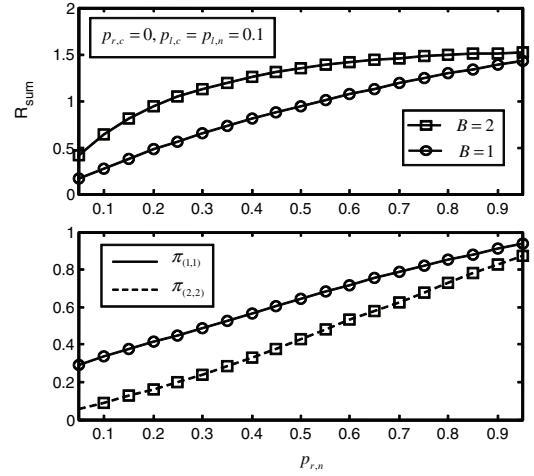 2
p_{r,c} = 0, p_{l,c} = p_{l,n} = 0.1
1.5
R_sum
1
B = 2
0.5
B = 1
0
0.1 0.2 0.3 0.4 0.5 0.6 0.7 0.8 0.9
1
π_{(1,1)}
0.8
π_{(2,2)}
0.6
0.4
0.2
0
0.1 0.2 0.3 0.4 0.5 0.6 0.7 0.8 0.9
p_{r,n}